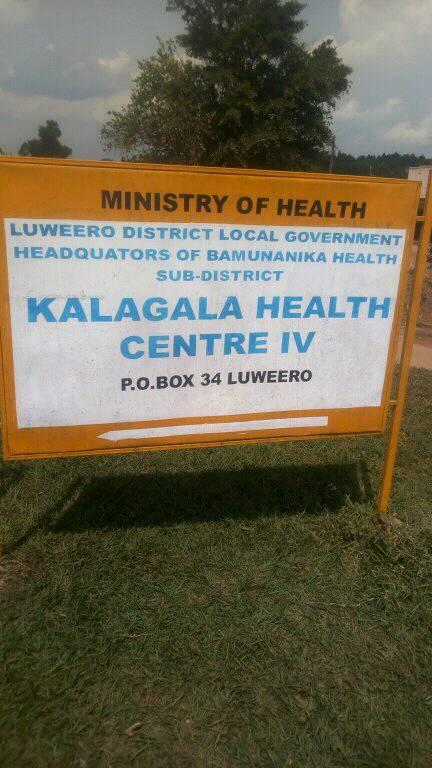 MINISTRY OF HEALTH
LUWEERO DISTRICT LOCAL GOVERNMENT
HEADQUATORS OF BAMUNANIKA HEALTH
SUB-DISTRICT
KALAGALA HEALTH
CENTRE IV
P.O.BOX 34 LUWEERO